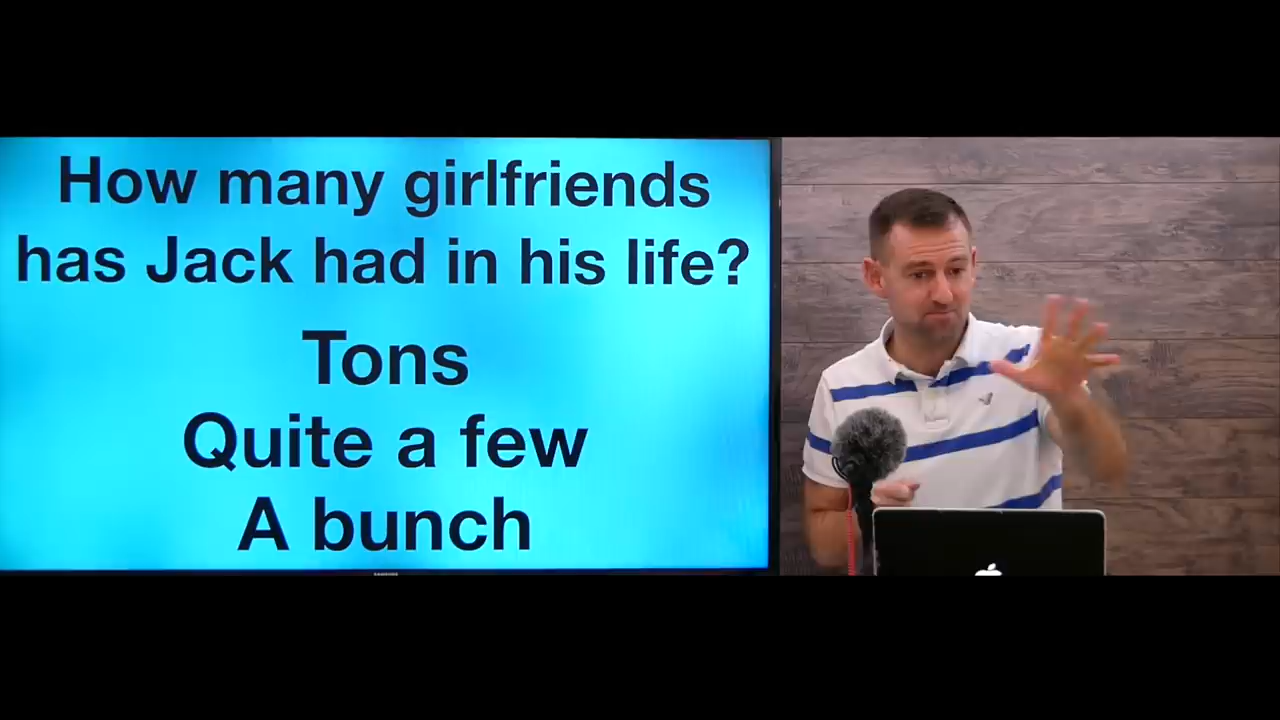 How many girlfriends
has Jack had in his life?
Tons
Quite a few
A bunch